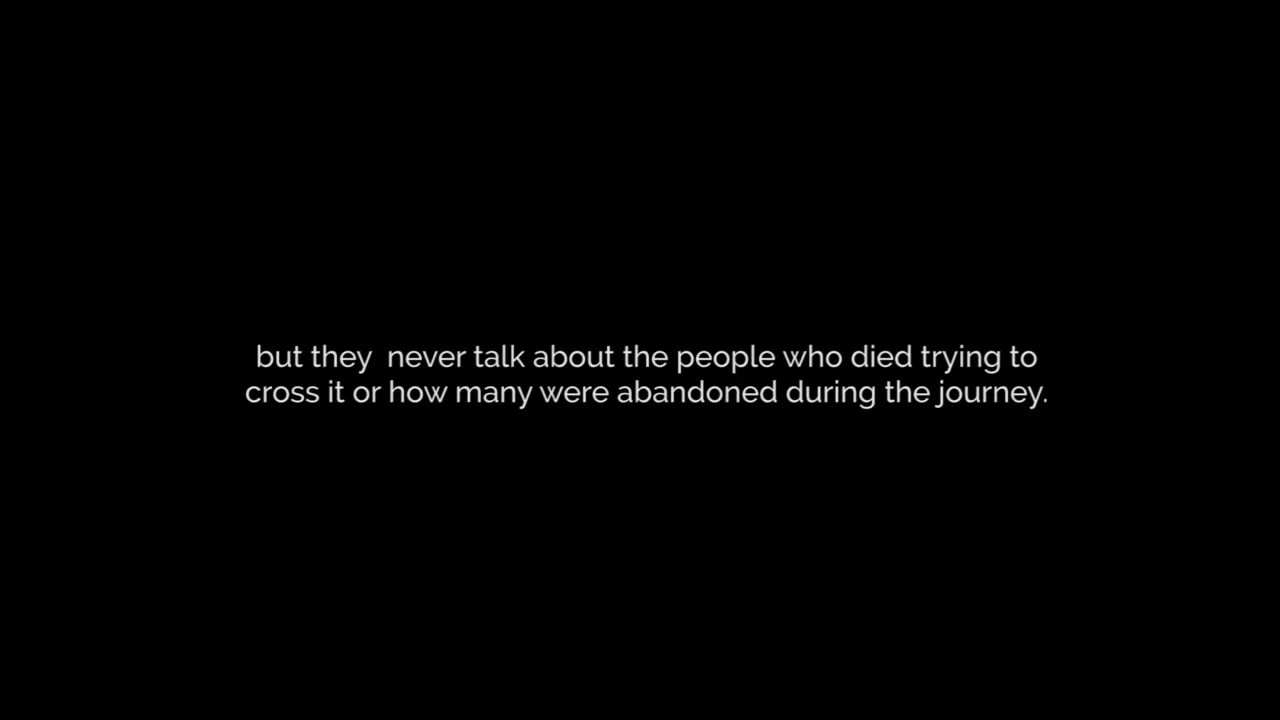 but they  never talk about the people who died trying to
cross it or how many were abandoned during the journey.